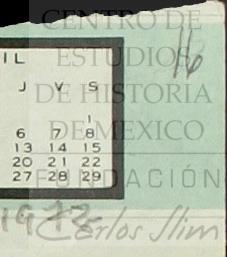 CENTRO DE
ESTUDIOS
DE HISTORIA
DE MEXICO
FUNDACIÓN
Carlos Slim
16
IL
J V S
1
6 7 8
13 14 15
20 21 22
27 28 29